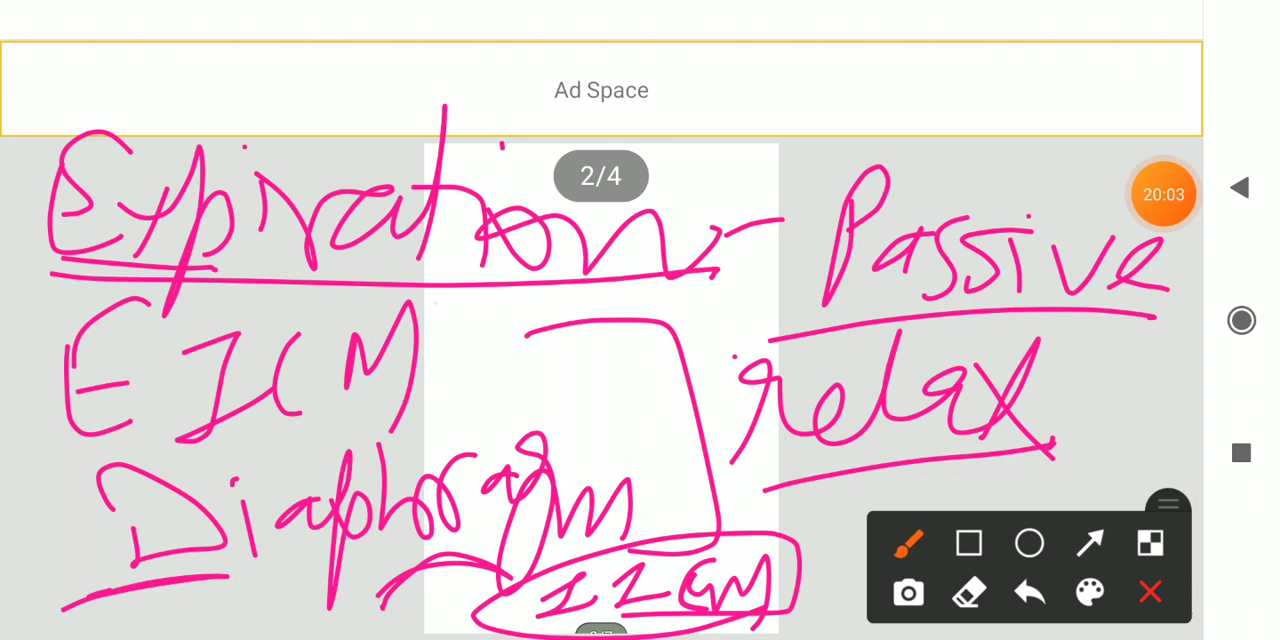 Ad Space
2/4
20:03
Expiration - Passive
EICM relax
Diaphragm
IICM